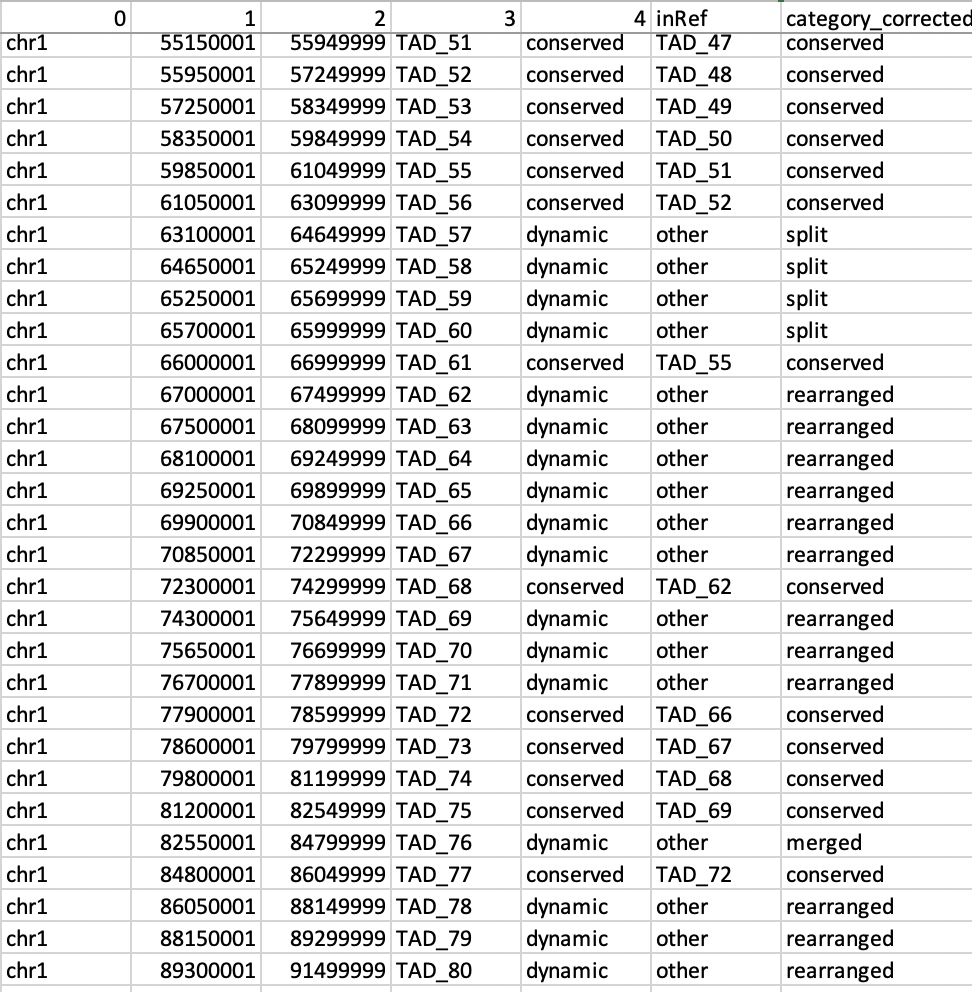 0 1 2 3 4 inRef category_corrected
chr1 55150001 55949999 TAD_51 conserved TAD_47 conserved
chr1 55950001 57249999 TAD_52 conserved TAD_48 conserved
chr1 57250001 58349999 TAD_53 conserved TAD_49 conserved
chr1 58350001 59849999 TAD_54 conserved TAD_50 conserved
chr1 59850001 61049999 TAD_55 conserved TAD_51 conserved
chr1 61050001 63099999 TAD_56 conserved TAD_52 conserved
chr1 63100001 64649999 TAD_57 dynamic other split
chr1 64650001 65249999 TAD_58 dynamic other split
chr1 65250001 65699999 TAD_59 dynamic other split
chr1 65700001 65999999 TAD_60 dynamic other split
chr1 66000001 66999999 TAD_61 conserved TAD_55 conserved
chr1 67000001 67499999 TAD_62 dynamic other rearranged
chr1 67500001 68099999 TAD_63 dynamic other rearranged
chr1 68100001 69249999 TAD_64 dynamic other rearranged
chr1 69250001 69899999 TAD_65 dynamic other rearranged
chr1 69900001 70849999 TAD_66 dynamic other rearranged
chr1 70850001 72299999 TAD_67 dynamic other rearranged
chr1 72300001 74299999 TAD_68 conserved TAD_62 conserved
chr1 74300001 75649999 TAD_69 dynamic other rearranged
chr1 75650001 76699999 TAD_70 dynamic other rearranged
chr1 76700001 77899999 TAD_71 dynamic other rearranged
chr1 77900001 78599999 TAD_72 conserved TAD_66 conserved
chr1 78600001 79799999 TAD_73 conserved TAD_67 conserved
chr1 79800001 81199999 TAD_74 conserved TAD_68 conserved
chr1 81200001 82549999 TAD_75 conserved TAD_69 conserved
chr1 82550001 84799999 TAD_76 dynamic other merged
chr1 84800001 86049999 TAD_77 conserved TAD_72 conserved
chr1 86050001 88149999 TAD_78 dynamic other rearranged
chr1 88150001 89299999 TAD_79 dynamic other rearranged
chr1 89300001 91499999 TAD_80 dynamic other rearranged